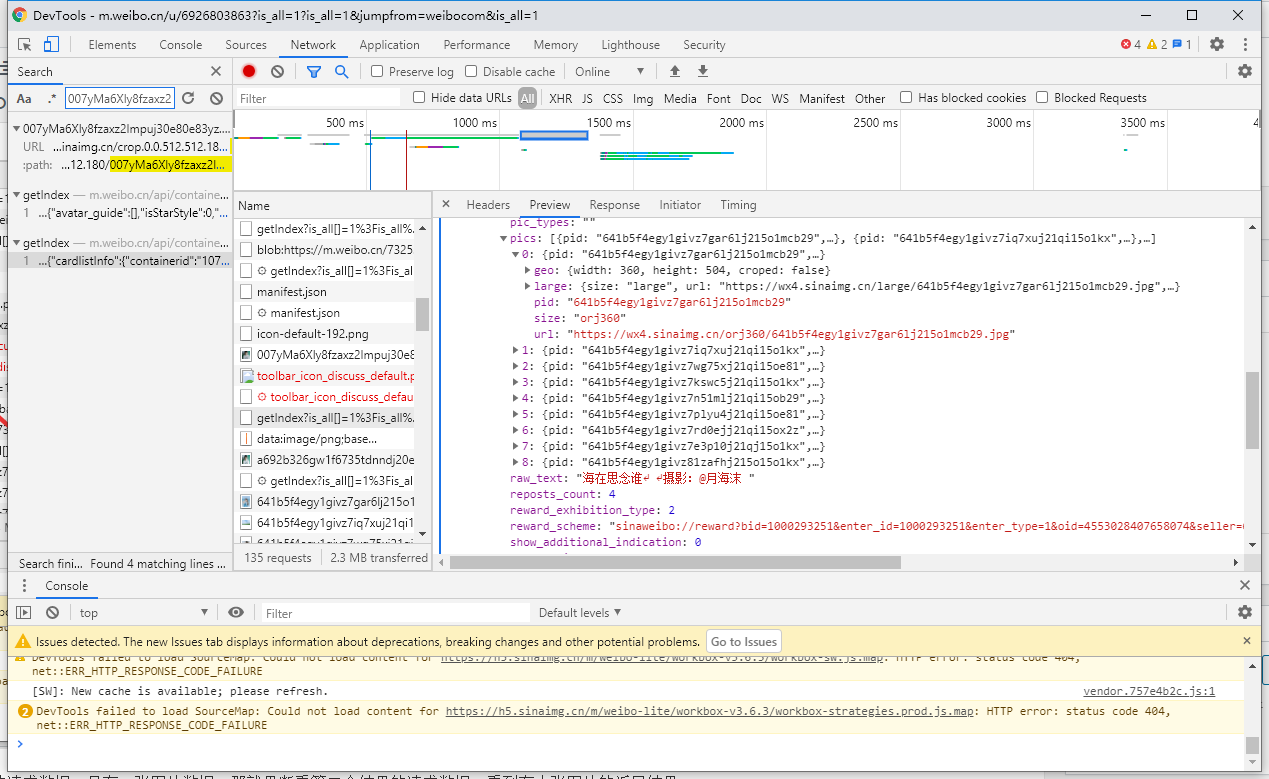 DevTools - m.weibo.cn/u/6926803863?is_all=1?is_all=1&jumpfrom=weibocom&is_all=1
Elements Console Sources Network Application Performance Memory Lighthouse Security 4 2 1
Search
Preserve log Disable cache Online
Aa .* 007yMa6Xly8fzaxz2
Filter Hide data URLs All XHR JS CSS Img Media Font Doc WS Manifest Other Has blocked cookies Blocked Requests
500 ms 1000 ms 1500 ms 2000 ms 2500 ms 3000 ms 3500 ms 4
007yMa6Xly8fzaxz2lmpuj30e80e83yz...
URL ...inaimg.cn/crop.0.0.512.512.18...
:path: ...12.180/007yMa6Xly8fzaxz2l...
getIndex — m.weibo.cn/api/containe...
1 ...{"avatar_guide":[],"isStarStyle":0,"...
getIndex — m.weibo.cn/api/containe...
1 ...{"cardlistInfo":{"containerid":"107...
Search fini... Found 4 matching lines ...
Name
getIndex?is_all[]=1%3Fis_all%
blob:https://m.weibo.cn/7325
getIndex?is_all[]=1%3Fis_all
manifest.json
manifest.json
icon-default-192.png
007yMa6Xly8fzaxz2lmpuj30e8
toolbar_icon_discuss_default.p
toolbar_icon_discuss_defau
getIndex?is_all[]=1%3Fis_all%
data:image/png;base...
a692b326gw1f6735tdnndj20e
getIndex?is_all[]=1%3Fis_all
641b5f4egy1givz7gar6lj215o1
641b5f4egy1givz7iq7xuj21qi1
135 requests 2.3 MB transferred
Headers Preview Response Initiator Timing
pic_types: ""
pics: [{pid: "641b5f4egy1givz7gar6lj215o1mcb29",…}, {pid: "641b5f4egy1givz7iq7xuj21qi15o1kx",…},…]
0: {pid: "641b5f4egy1givz7gar6lj215o1mcb29",…}
geo: {width: 360, height: 504, croped: false}
large: {size: "large", url: "https://wx4.sinaimg.cn/large/641b5f4egy1givz7gar6lj215o1mcb29.jpg",…}
pid: "641b5f4egy1givz7gar6lj215o1mcb29"
size: "orj360"
url: "https://wx4.sinaimg.cn/orj360/641b5f4egy1givz7gar6lj215o1mcb29.jpg"
1: {pid: "641b5f4egy1givz7iq7xuj21qi15o1kx",…}
2: {pid: "641b5f4egy1givz7wg75xj21qi15oe81",…}
3: {pid: "641b5f4egy1givz7kswc5j21qi15o1kx",…}
4: {pid: "641b5f4egy1givz7n51mlj21qi15ob29",…}
5: {pid: "641b5f4egy1givz7plyu4j21qi15oe81",…}
6: {pid: "641b5f4egy1givz7rd0ejj21qi15ox2z",…}
7: {pid: "641b5f4egy1givz7e3p10j21qj15o1kx",…}
8: {pid: "641b5f4egy1givz81zafhj215o15o1kx",…}
raw_text: "海在思念谁↵ ↵摄影：@月海沫 "
reposts_count: 4
reward_exhibition_type: 2
reward_scheme: "sinaweibo://reward?bid=1000293251&enter_id=1000293251&enter_type=1&oid=4553028407658074&seller=
show_additional_indication: 0
Console
top Filter Default levels
Issues detected. The new Issues tab displays information about deprecations, breaking changes and other potential problems. Go to Issues
DevTools failed to load SourceMap: Could not load content for https://h5.sinaimg.cn/m/weibo-lite/workbox-v3.6.3/workbox-sw.js.map: HTTP error: status code 404,
net::ERR_HTTP_RESPONSE_CODE_FAILURE
[SW]: New cache is available; please refresh. vendor.757e4b2c.js:1
2 DevTools failed to load SourceMap: Could not load content for https://h5.sinaimg.cn/m/weibo-lite/workbox-v3.6.3/workbox-strategies.prod.js.map: HTTP error: status code 404,
net::ERR_HTTP_RESPONSE_CODE_FAILURE